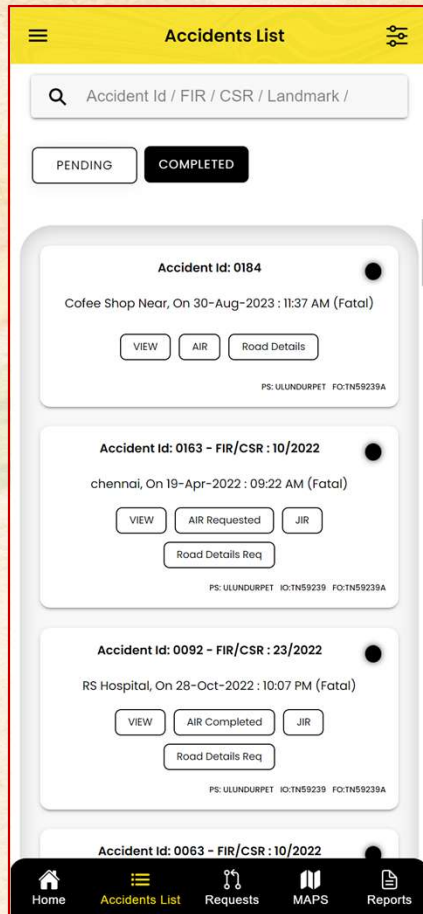 Accidents List
Accident Id / FIR / CSR / Landmark /
PENDING COMPLETED
Accident Id: 0184
Cofee Shop Near, On 30-Aug-2023 : 11:37 AM (Fatal)
VIEW AIR Road Details
PS: ULUNDURPET FO:TN59239A
Accident Id: 0163 - FIR/CSR : 10/2022
chennai, On 19-Apr-2022 : 09:22 AM (Fatal)
VIEW AIR Requested JIR
Road Details Req
PS: ULUNDURPET IO:TN59239 FO:TN59239A
Accident Id: 0092 - FIR/CSR : 23/2022
RS Hospital, On 28-Oct-2022 : 10:07 PM (Fatal)
VIEW AIR Completed JIR
Road Details Req
PS: ULUNDURPET IO:TN59239 FO:TN59239A
Accident Id: 0063 - FIR/CSR : 10/2022
Home Accidents List Requests MAPS Reports